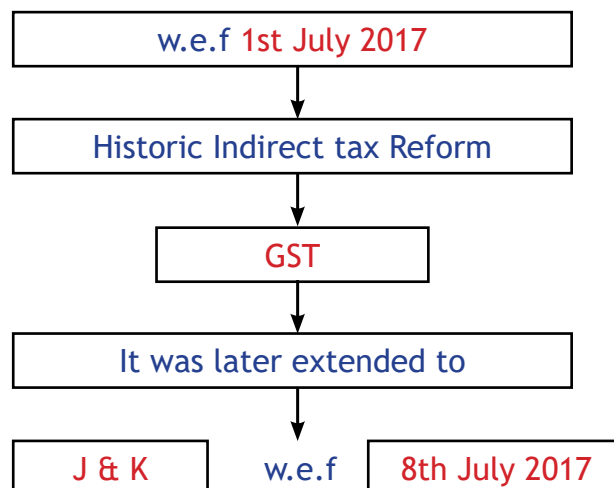 w.e.f 1st July 2017
Historic Indirect tax Reform
GST
It was later extended to
J & K w.e.f 8th July 2017